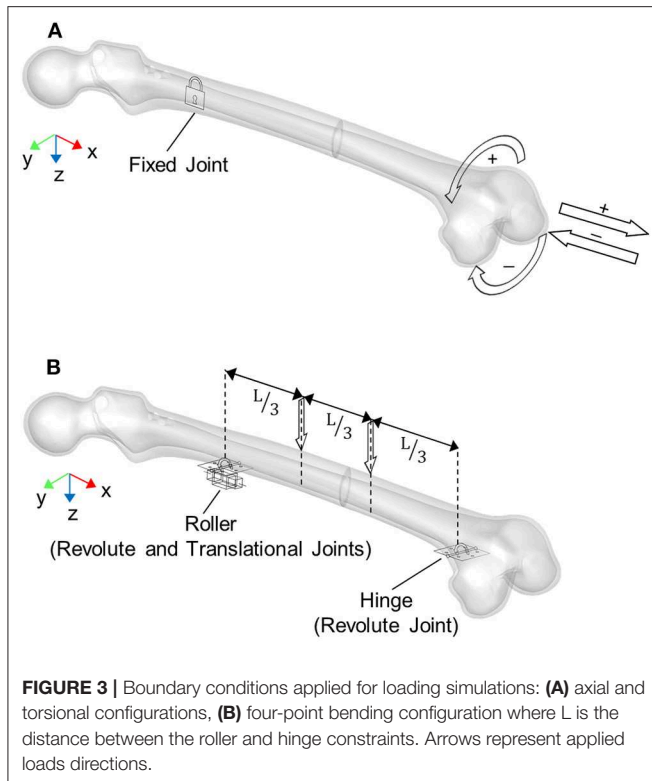 A
y
z
x
Fixed Joint
+
+
−
−
B
L/3
L/3
L/3
y
z
x
Roller
(Revolute and Translational Joints)
Hinge
(Revolute Joint)
FIGURE 3 | Boundary conditions applied for loading simulations: (A) axial and
torsional configurations, (B) four-point bending configuration where L is the
distance between the roller and hinge constraints. Arrows represent applied
loads directions.